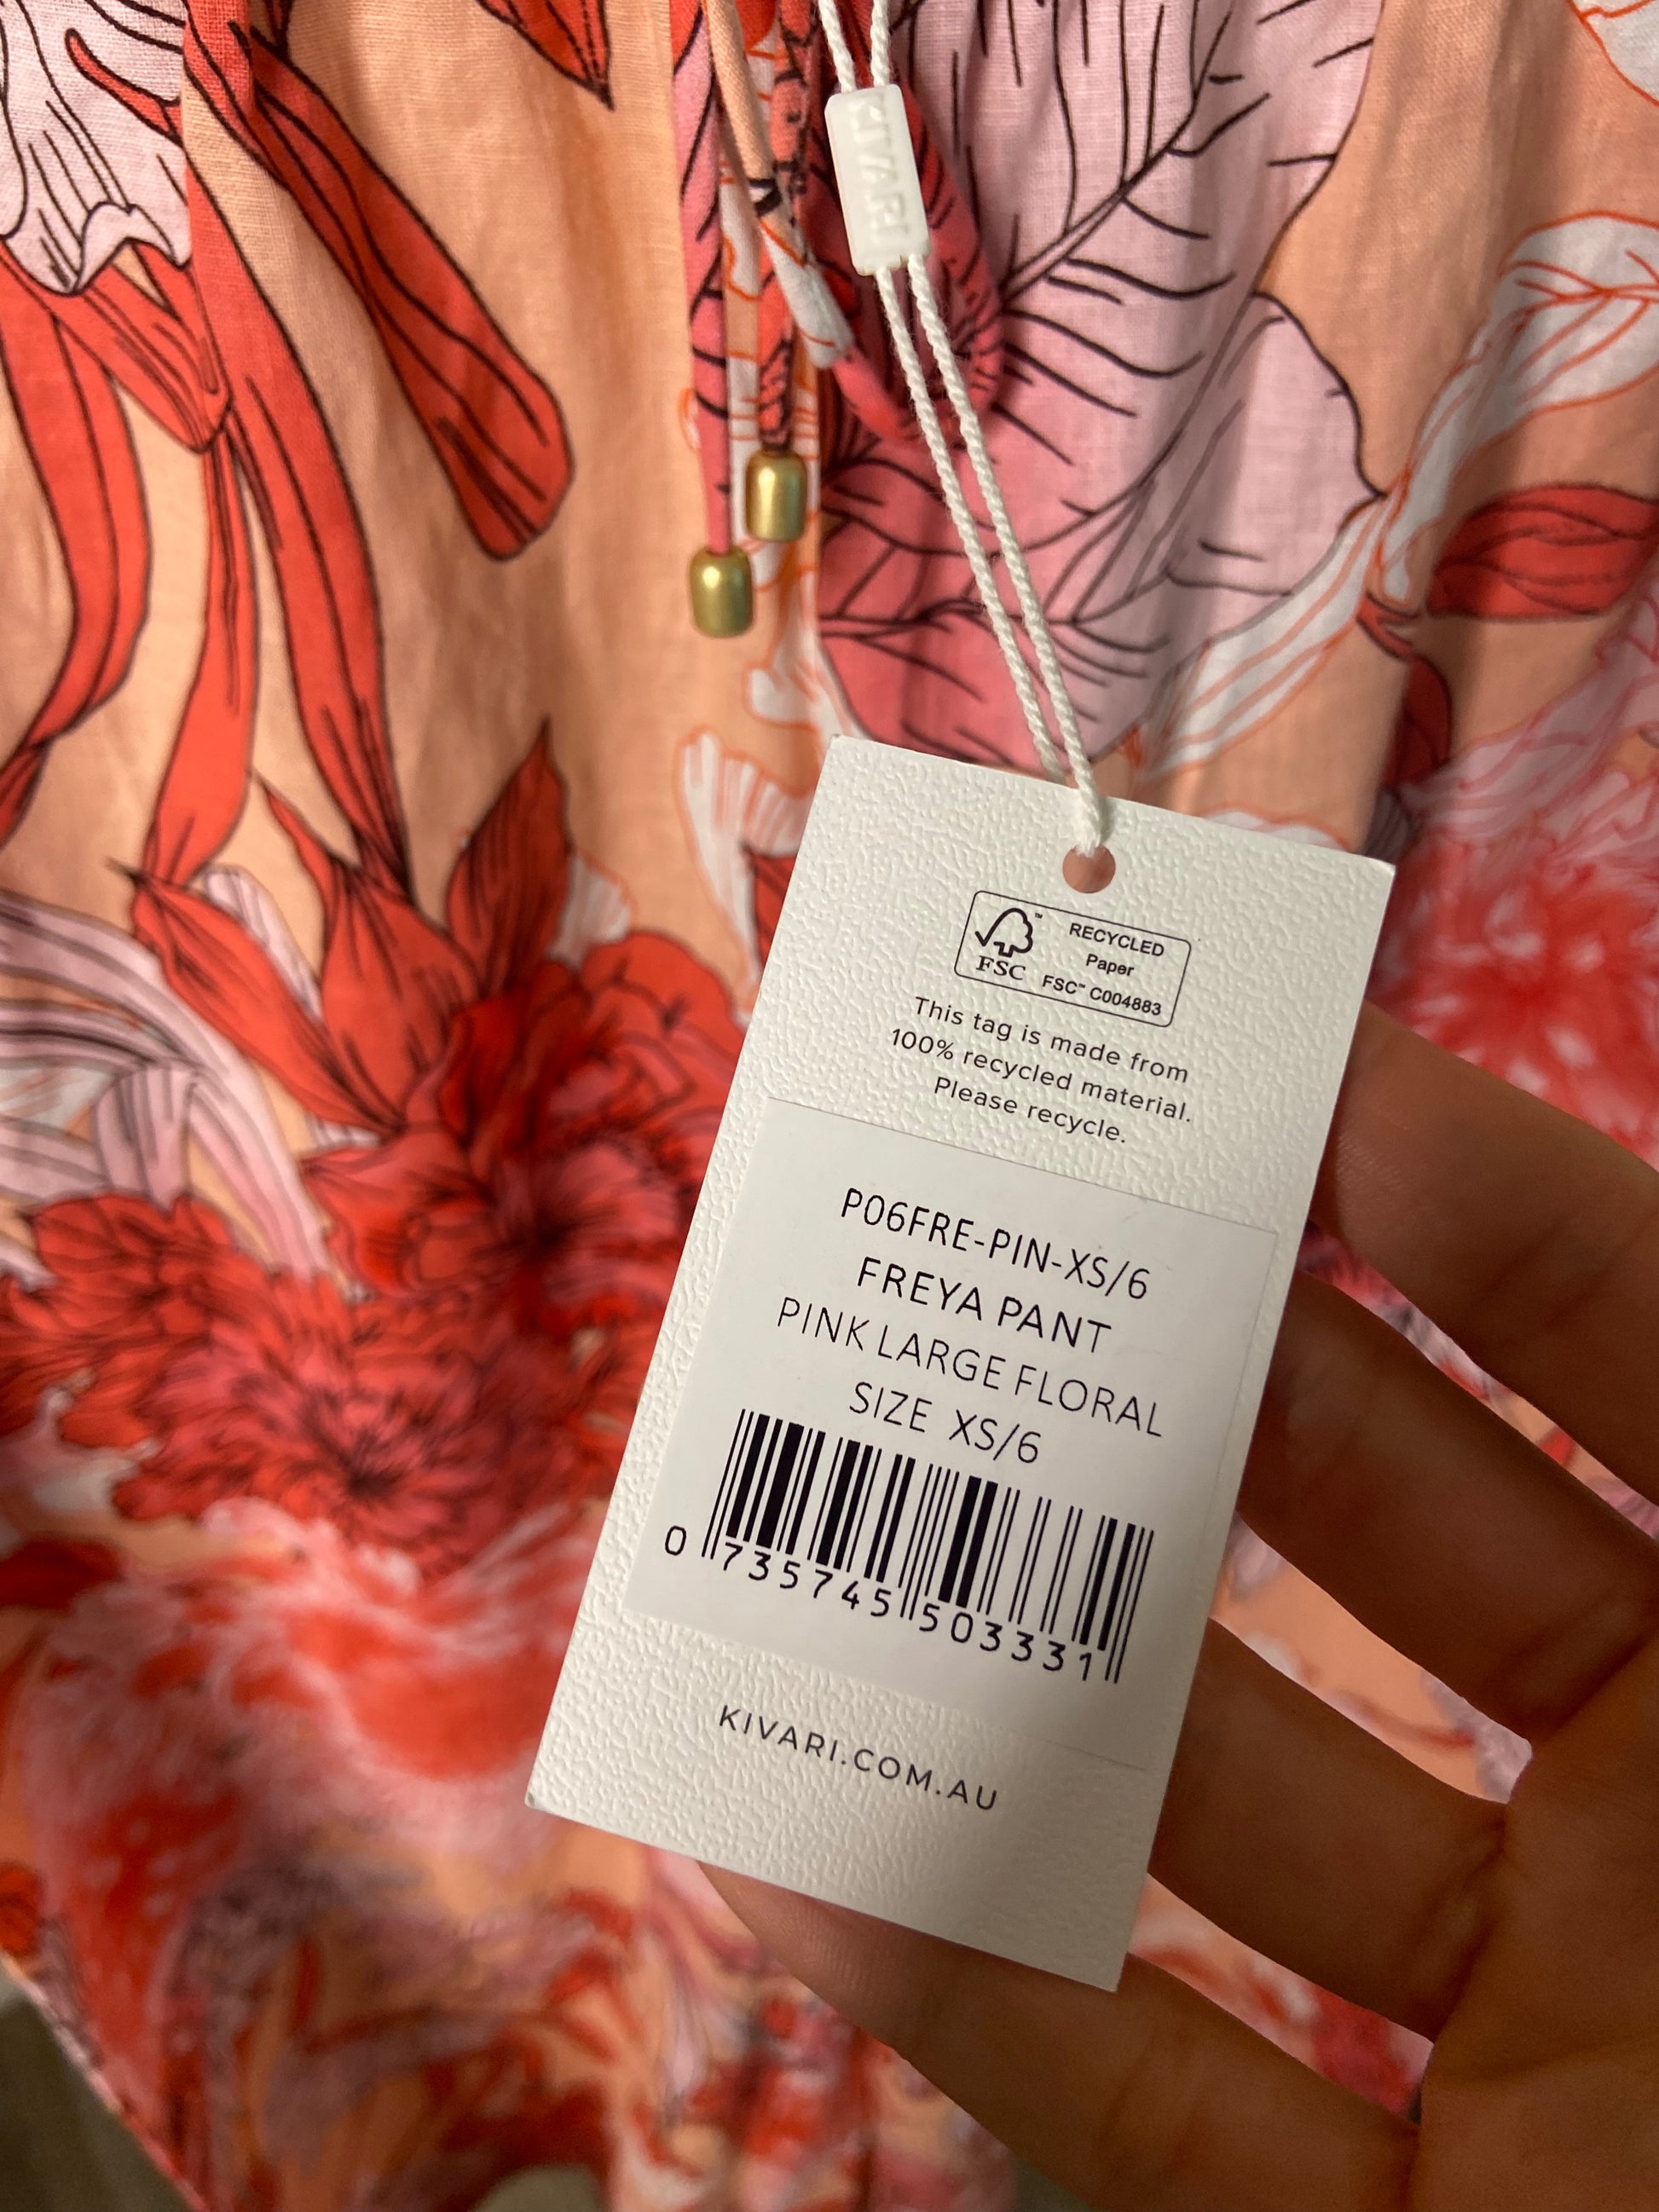 KIVARI
FSC™
RECYCLED
Paper
FSC™ C004883
This tag is made from
100% recycled material.
Please recycle.
P06FRE-PIN-XS/6
FREYA PANT
PINK LARGE FLORAL
SIZE XS/6
0 735745 503331
KIVARI.COM.AU